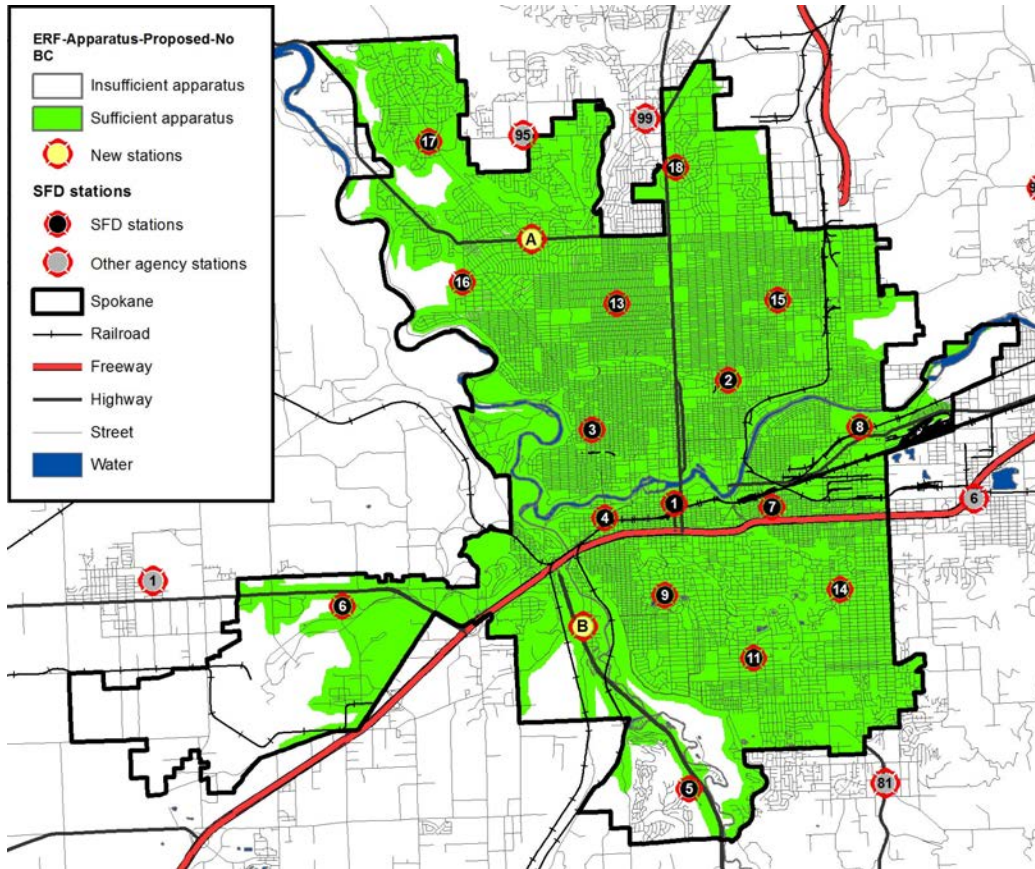 ERF-Apparatus-Proposed-No
BC
Insufficient apparatus
Sufficient apparatus
New stations
SFD stations
SFD stations
Other agency stations
Spokane
Railroad
Freeway
Highway
Street
Water
99
95
17
18
A
16
13
15
2
3
8
6
1
7
4
1
14
9
6
B
11
81
5